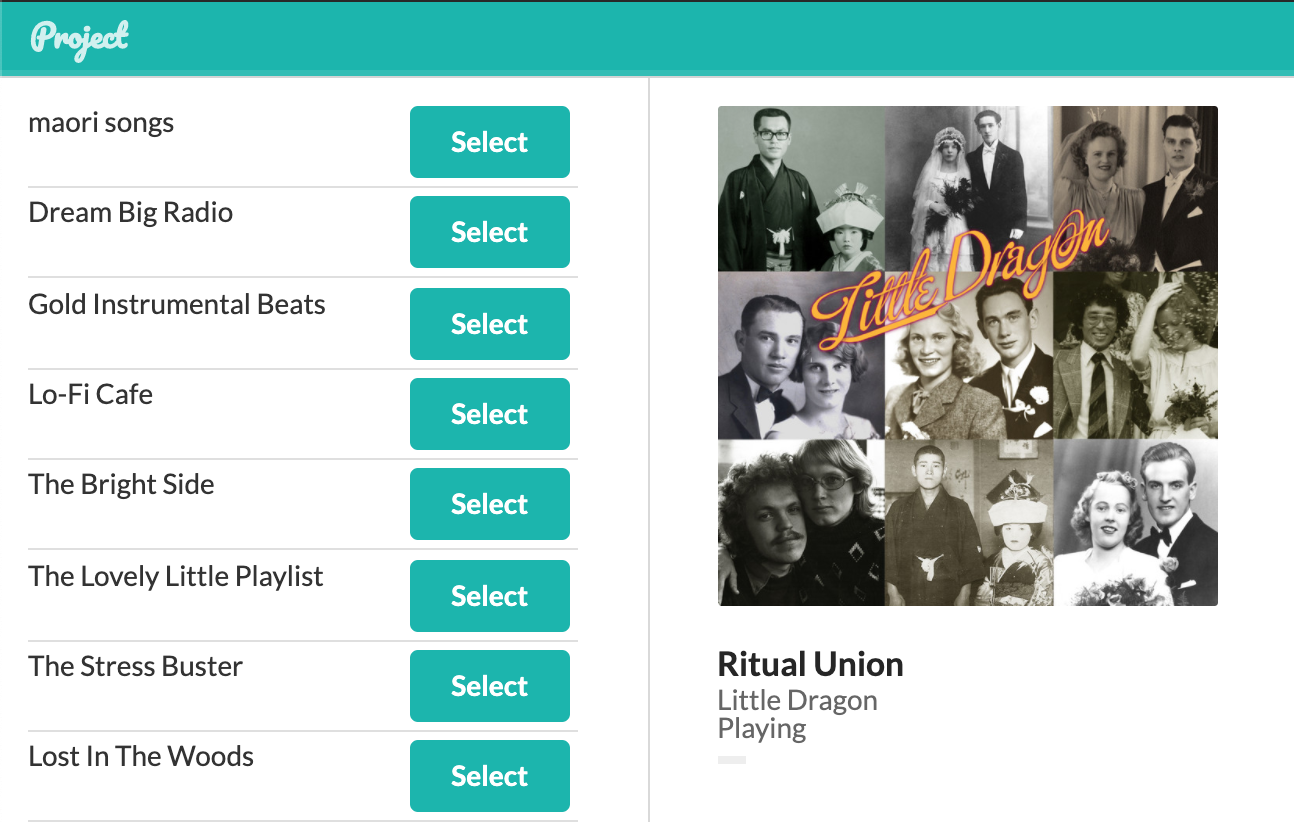 Project
maori songs
Select
Dream Big Radio
Select
Gold Instrumental Beats
Select
Lo-Fi Cafe
Select
The Bright Side
Select
The Lovely Little Playlist
Select
The Stress Buster
Select
Lost In The Woods
Select
Little Dragon
Ritual Union
Little Dragon
Playing